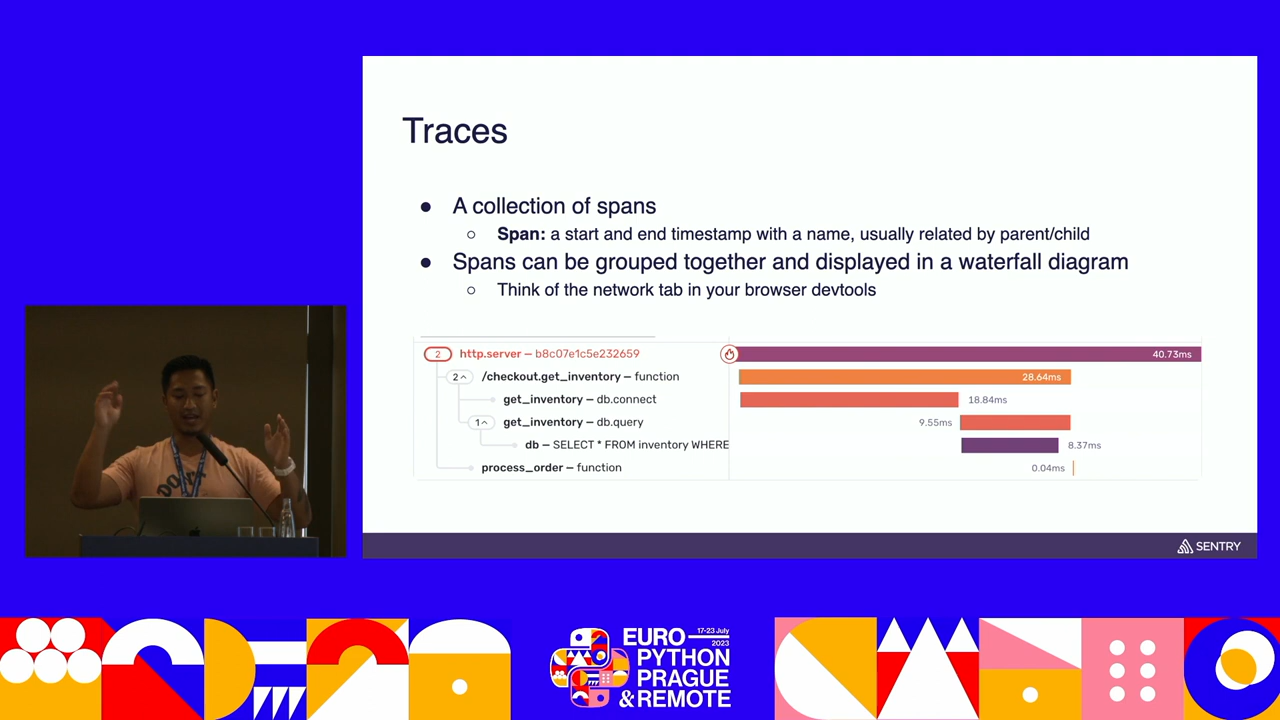 Traces
● A collection of spans
○ Span: a start and end timestamp with a name, usually related by parent/child
● Spans can be grouped together and displayed in a waterfall diagram
○ Think of the network tab in your browser devtools
2 http.server — b8c07e1c5e232659 40.73ms
2 /checkout.get_inventory — function 28.64ms
get_inventory — db.connect 18.84ms
1 get_inventory — db.query 9.55ms
db — SELECT * FROM inventory WHERE 8.37ms
process_order — function 0.04ms
SENTRY
EURO 17-23 July 2023
PYTHON
PRAGUE
& REMOTE